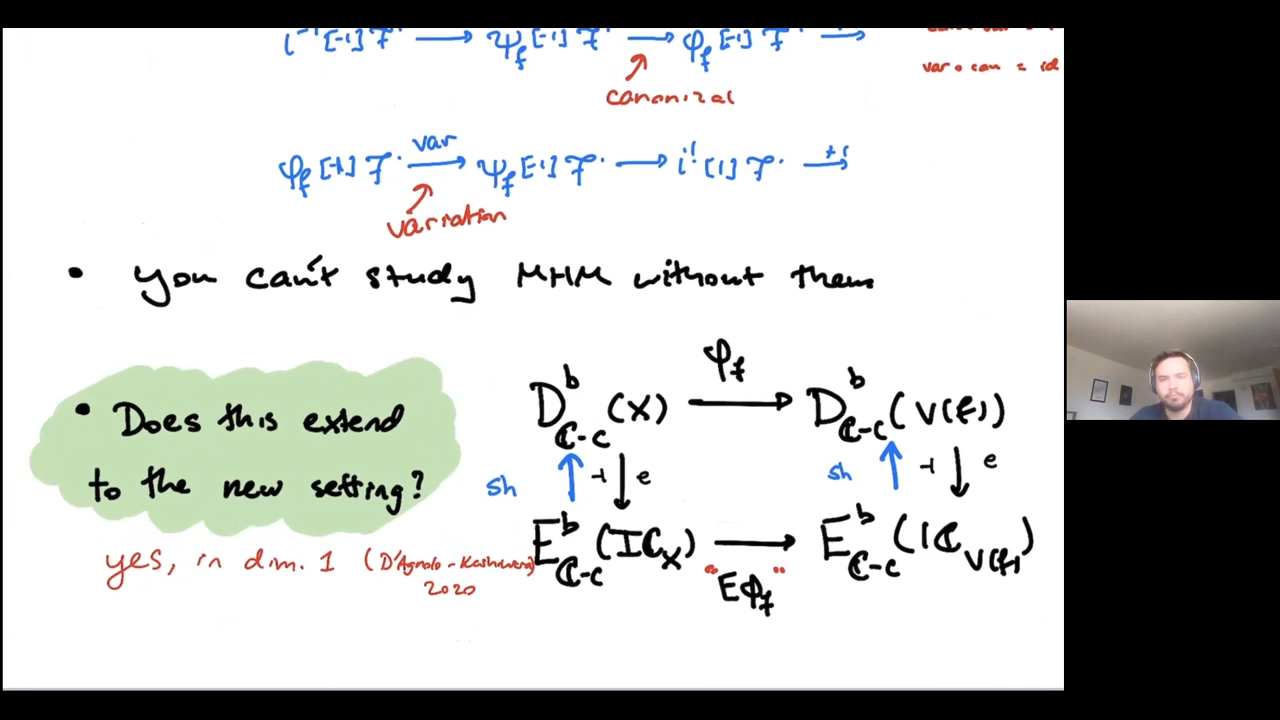 i⁻¹[-1]ℱ• ⟶ ψ_f[-1]ℱ• ⟶ φ_f[-1]ℱ• ⟶
var ∘ can = id
canonical
φ_f[-1]ℱ• —var→ ψ_f[-1]ℱ• ⟶ i^![1]ℱ• —+1→
variation
• you can't study MHM without them
φ_f
D^b_{ℂ-c}(X) ⟶ D^b_{ℂ-c}(V(f))
• Does this extend
to the new setting?
sh ↑ ⊣ ↓ e sh ↑ ⊣ ↓ e
E^b_{ℂ-c}(Iℂ_X) ⟶ E^b_{ℂ-c}(Iℂ_{V(f)})
"Eφ_f"
yes, in dim. 1 (D'Agnolo-Kashiwara)
2020